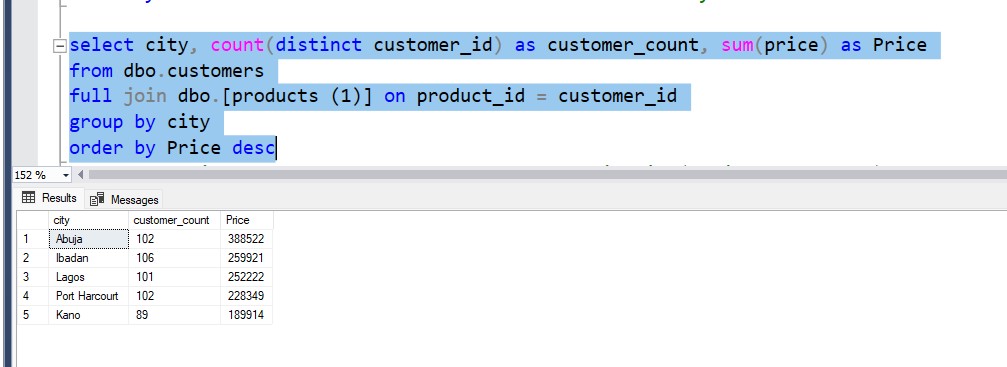 select city, count(distinct customer_id) as customer_count, sum(price) as Price
from dbo.customers
full join dbo.[products (1)] on product_id = customer_id
group by city
order by Price desc
152 %
Results Messages
city customer_count Price
1 Abuja 102 388522
2 Ibadan 106 259921
3 Lagos 101 252222
4 Port Harcourt 102 228349
5 Kano 89 189914